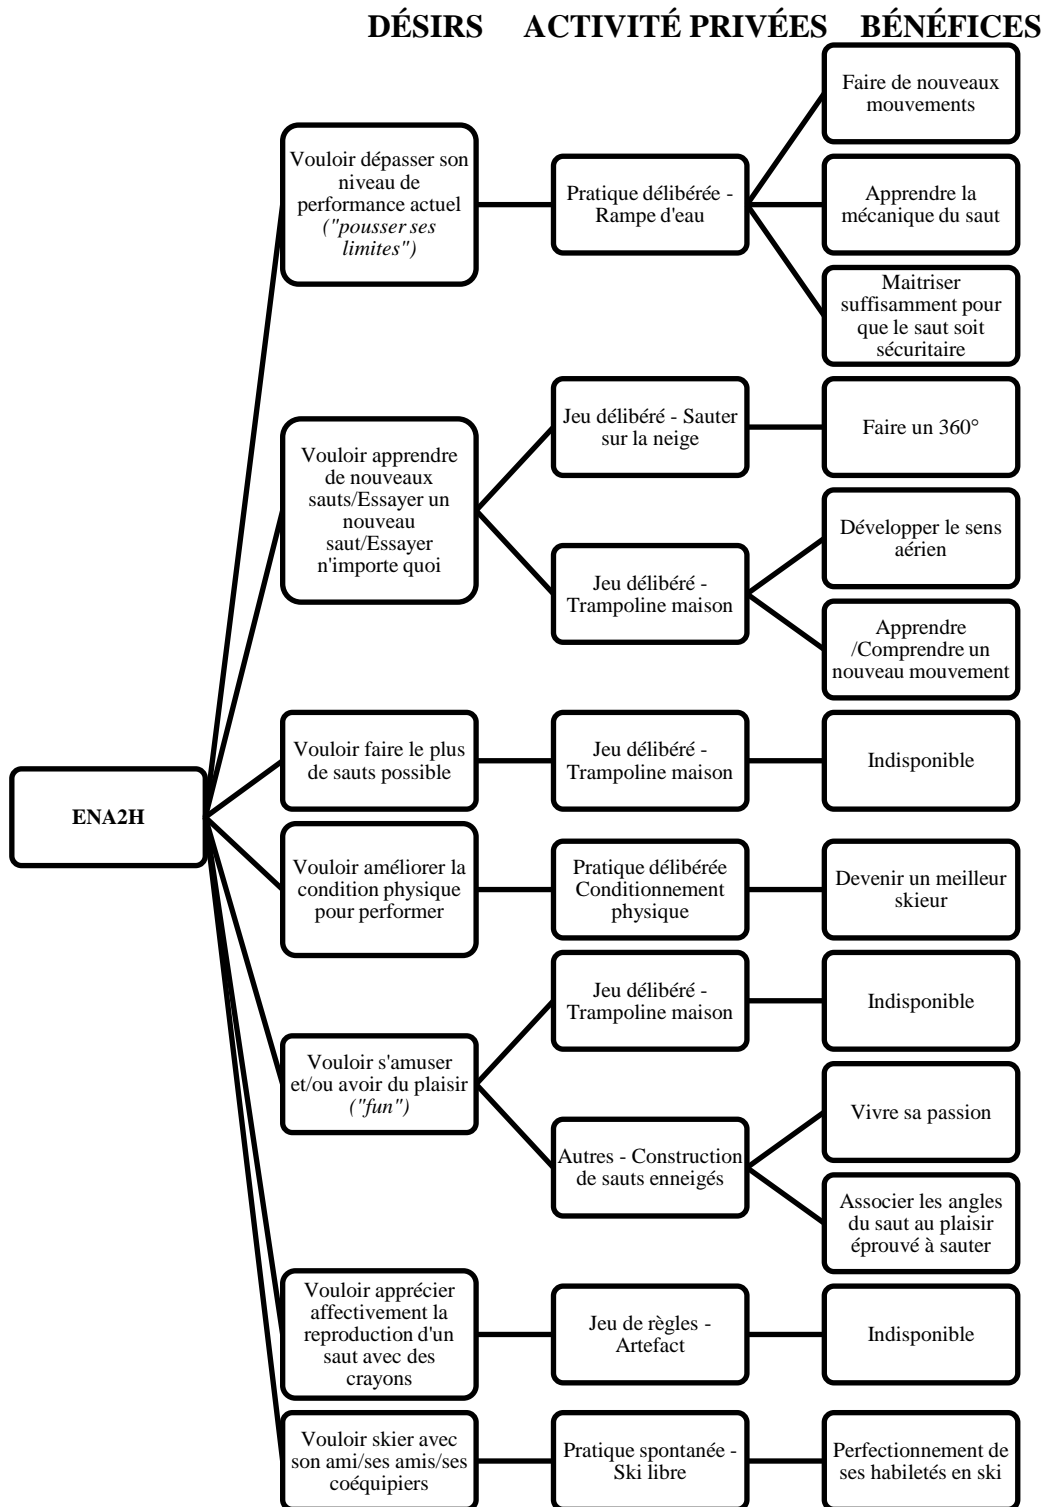 DÉSIRS ACTIVITÉ PRIVÉES BÉNÉFICES
ENA2H
Vouloir dépasser son
niveau de
performance actuel
("pousser ses
limites")
Pratique délibérée -
Rampe d'eau
Faire de nouveaux
mouvements
Apprendre la
mécanique du saut
Maitriser
suffisamment pour
que le saut soit
sécuritaire
Vouloir apprendre
de nouveaux
sauts/Essayer un
nouveau
saut/Essayer
n'importe quoi
Jeu délibéré - Sauter
sur la neige
Faire un 360°
Jeu délibéré -
Trampoline maison
Développer le sens
aérien
Apprendre
/Comprendre un
nouveau mouvement
Vouloir faire le plus
de sauts possible
Jeu délibéré -
Trampoline maison
Indisponible
Vouloir améliorer la
condition physique
pour performer
Pratique délibérée
Conditionnement
physique
Devenir un meilleur
skieur
Vouloir s'amuser
et/ou avoir du plaisir
("fun")
Jeu délibéré -
Trampoline maison
Indisponible
Autres - Construction
de sauts enneigés
Vivre sa passion
Associer les angles
du saut au plaisir
éprouvé à sauter
Vouloir apprécier
affectivement la
reproduction d'un
saut avec des
crayons
Jeu de règles -
Artefact
Indisponible
Vouloir skier avec
son ami/ses amis/ses
coéquipiers
Pratique spontanée -
Ski libre
Perfectionnement de
ses habiletés en ski